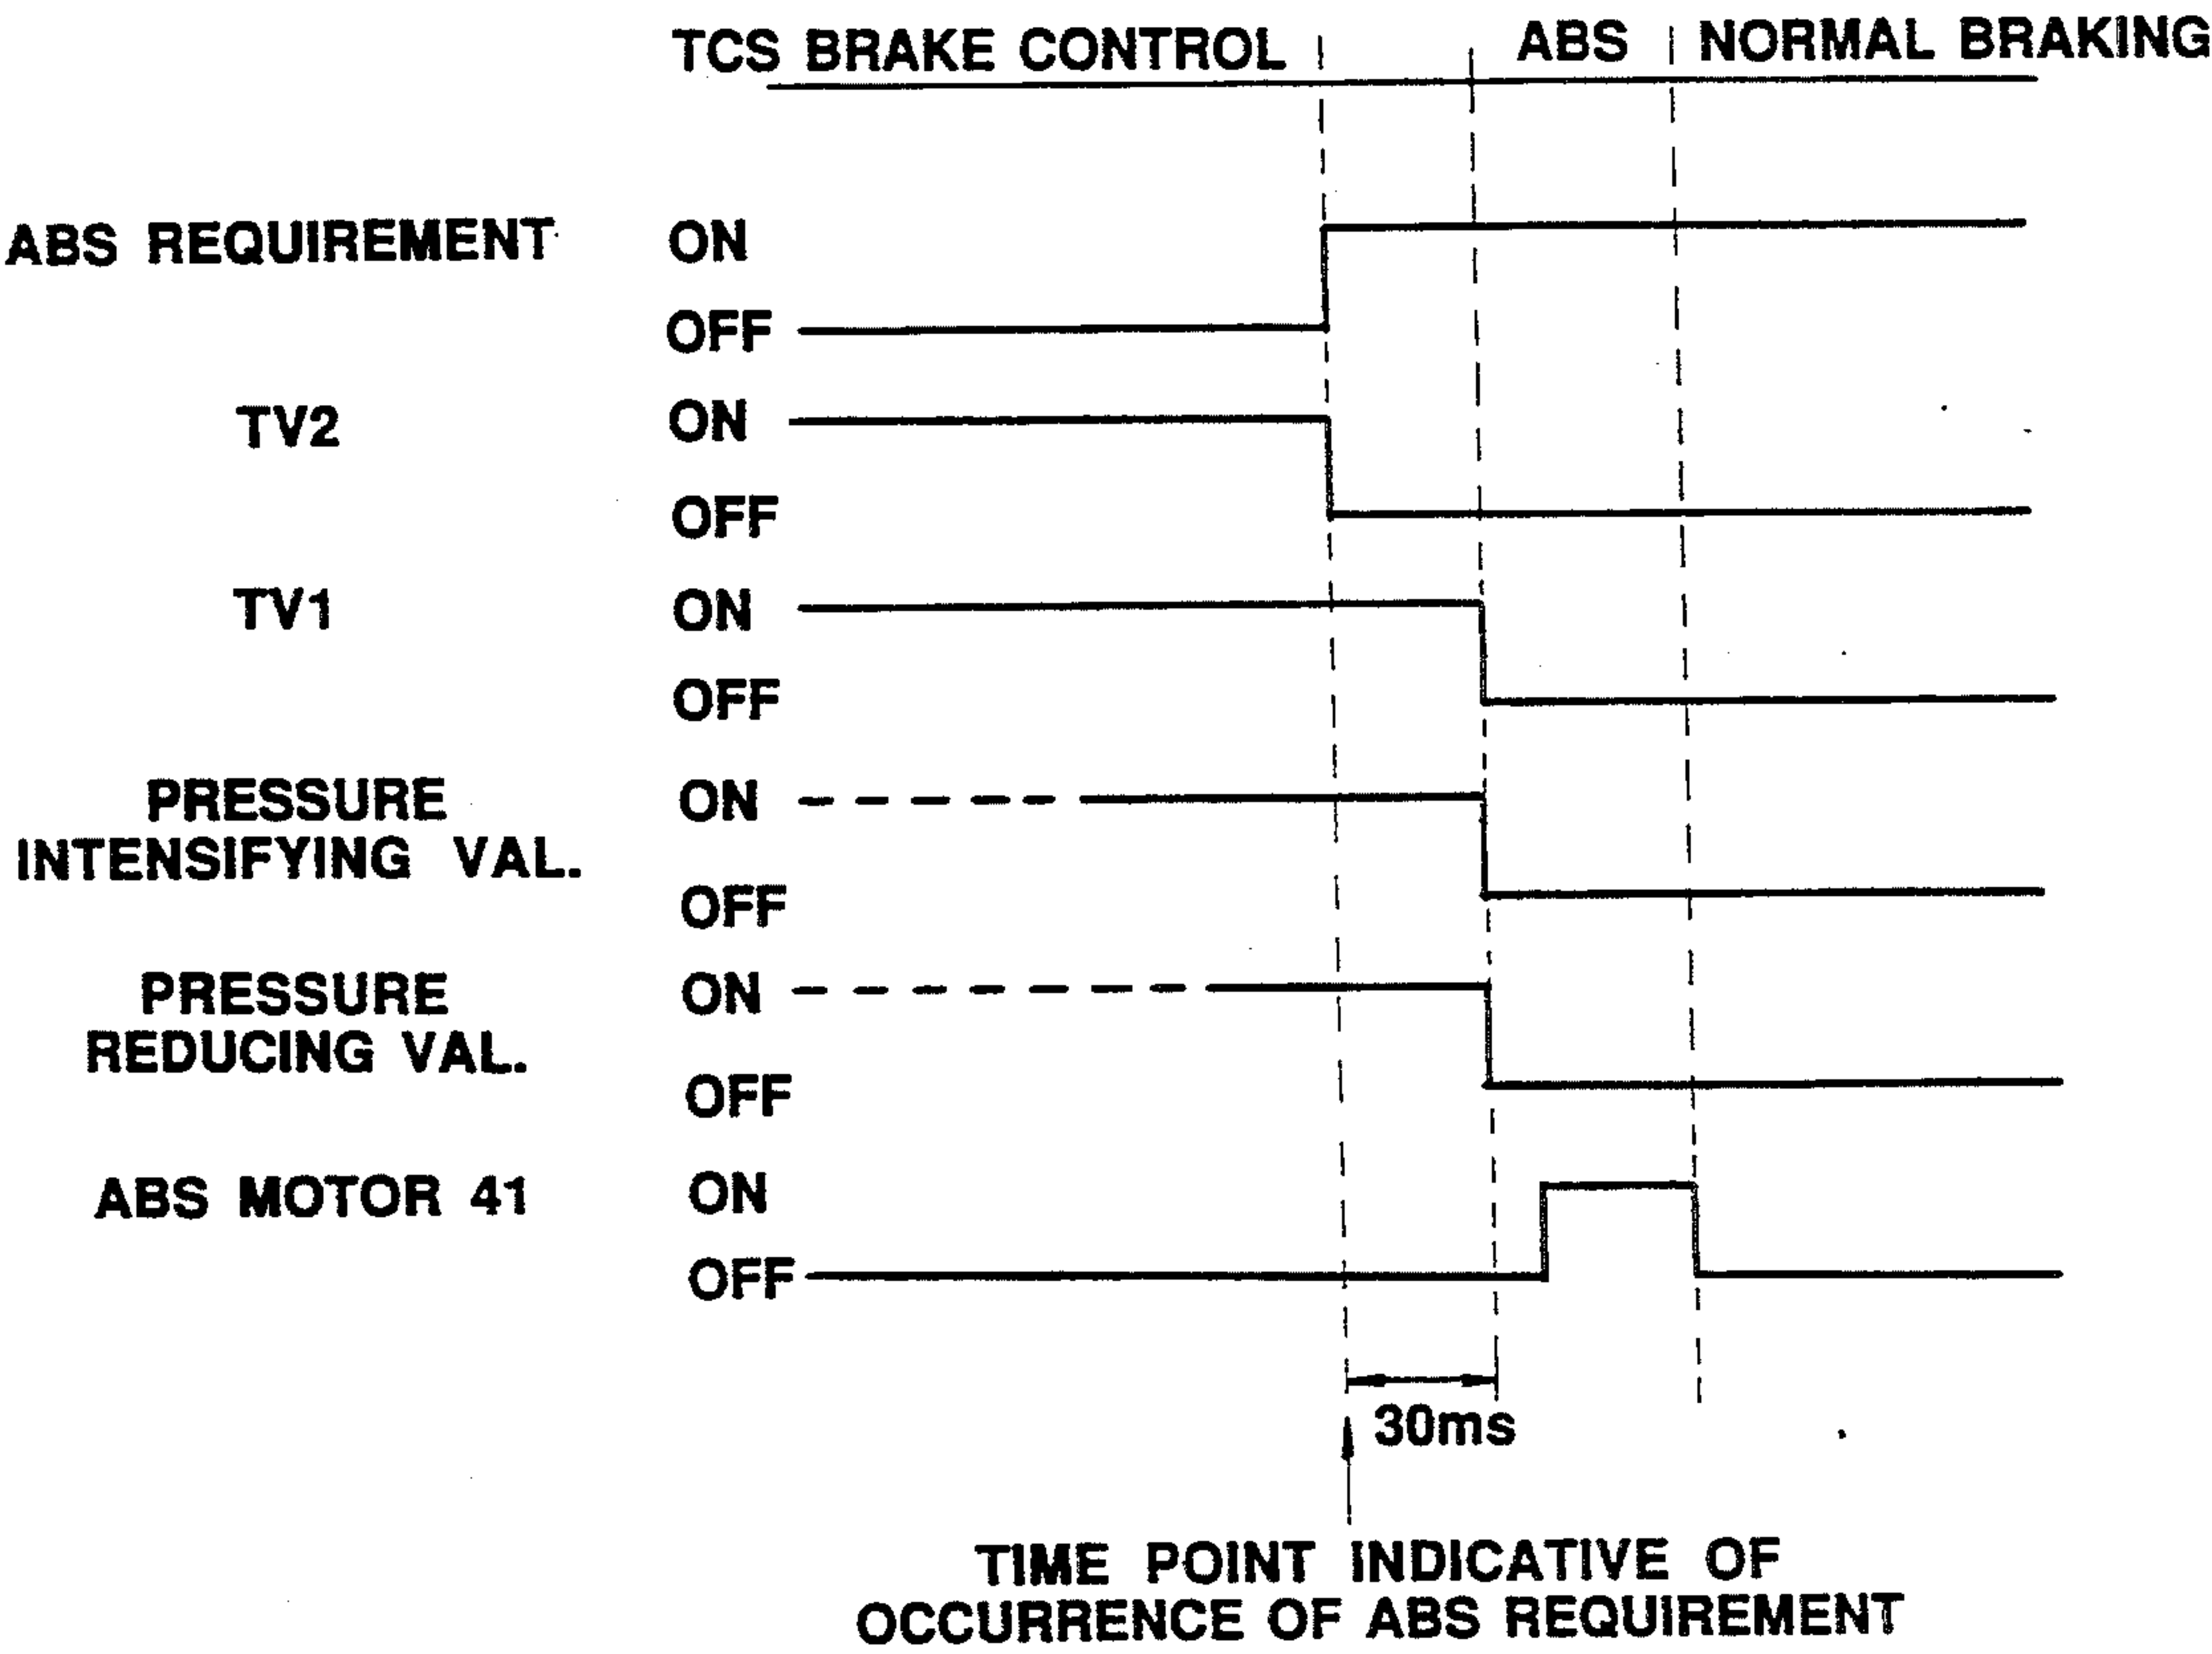 TCS BRAKE CONTROL
ABS
NORMAL BRAKING
ABS REQUIREMENT
ON
OFF
TV2
ON
OFF
TV1
ON
OFF
PRESSURE
INTENSIFYING VAL.
ON
OFF
PRESSURE
REDUCING VAL.
ON
OFF
ABS MOTOR 41
ON
OFF
30ms
TIME POINT INDICATIVE OF
OCCURRENCE OF ABS REQUIREMENT